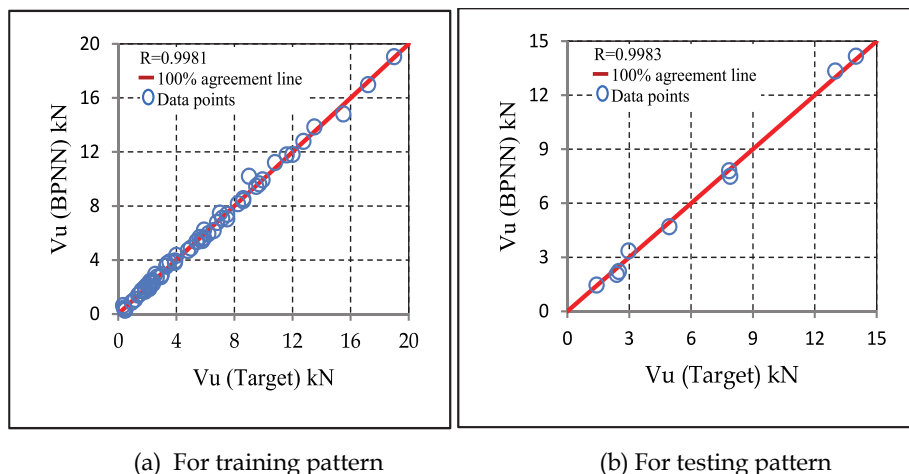 20
16
12
8
4
0
R=0.9981
100% agreement line
Data points
Vu (BPNN) kN
0 4 8 12 16 20
Vu (Target) kN
(a) For training pattern
15
12
9
6
3
0
R=0.9983
100% agreement line
Data points
Vu (BPNN) kN
0 3 6 9 12 15
Vu (Target) kN
(b) For testing pattern